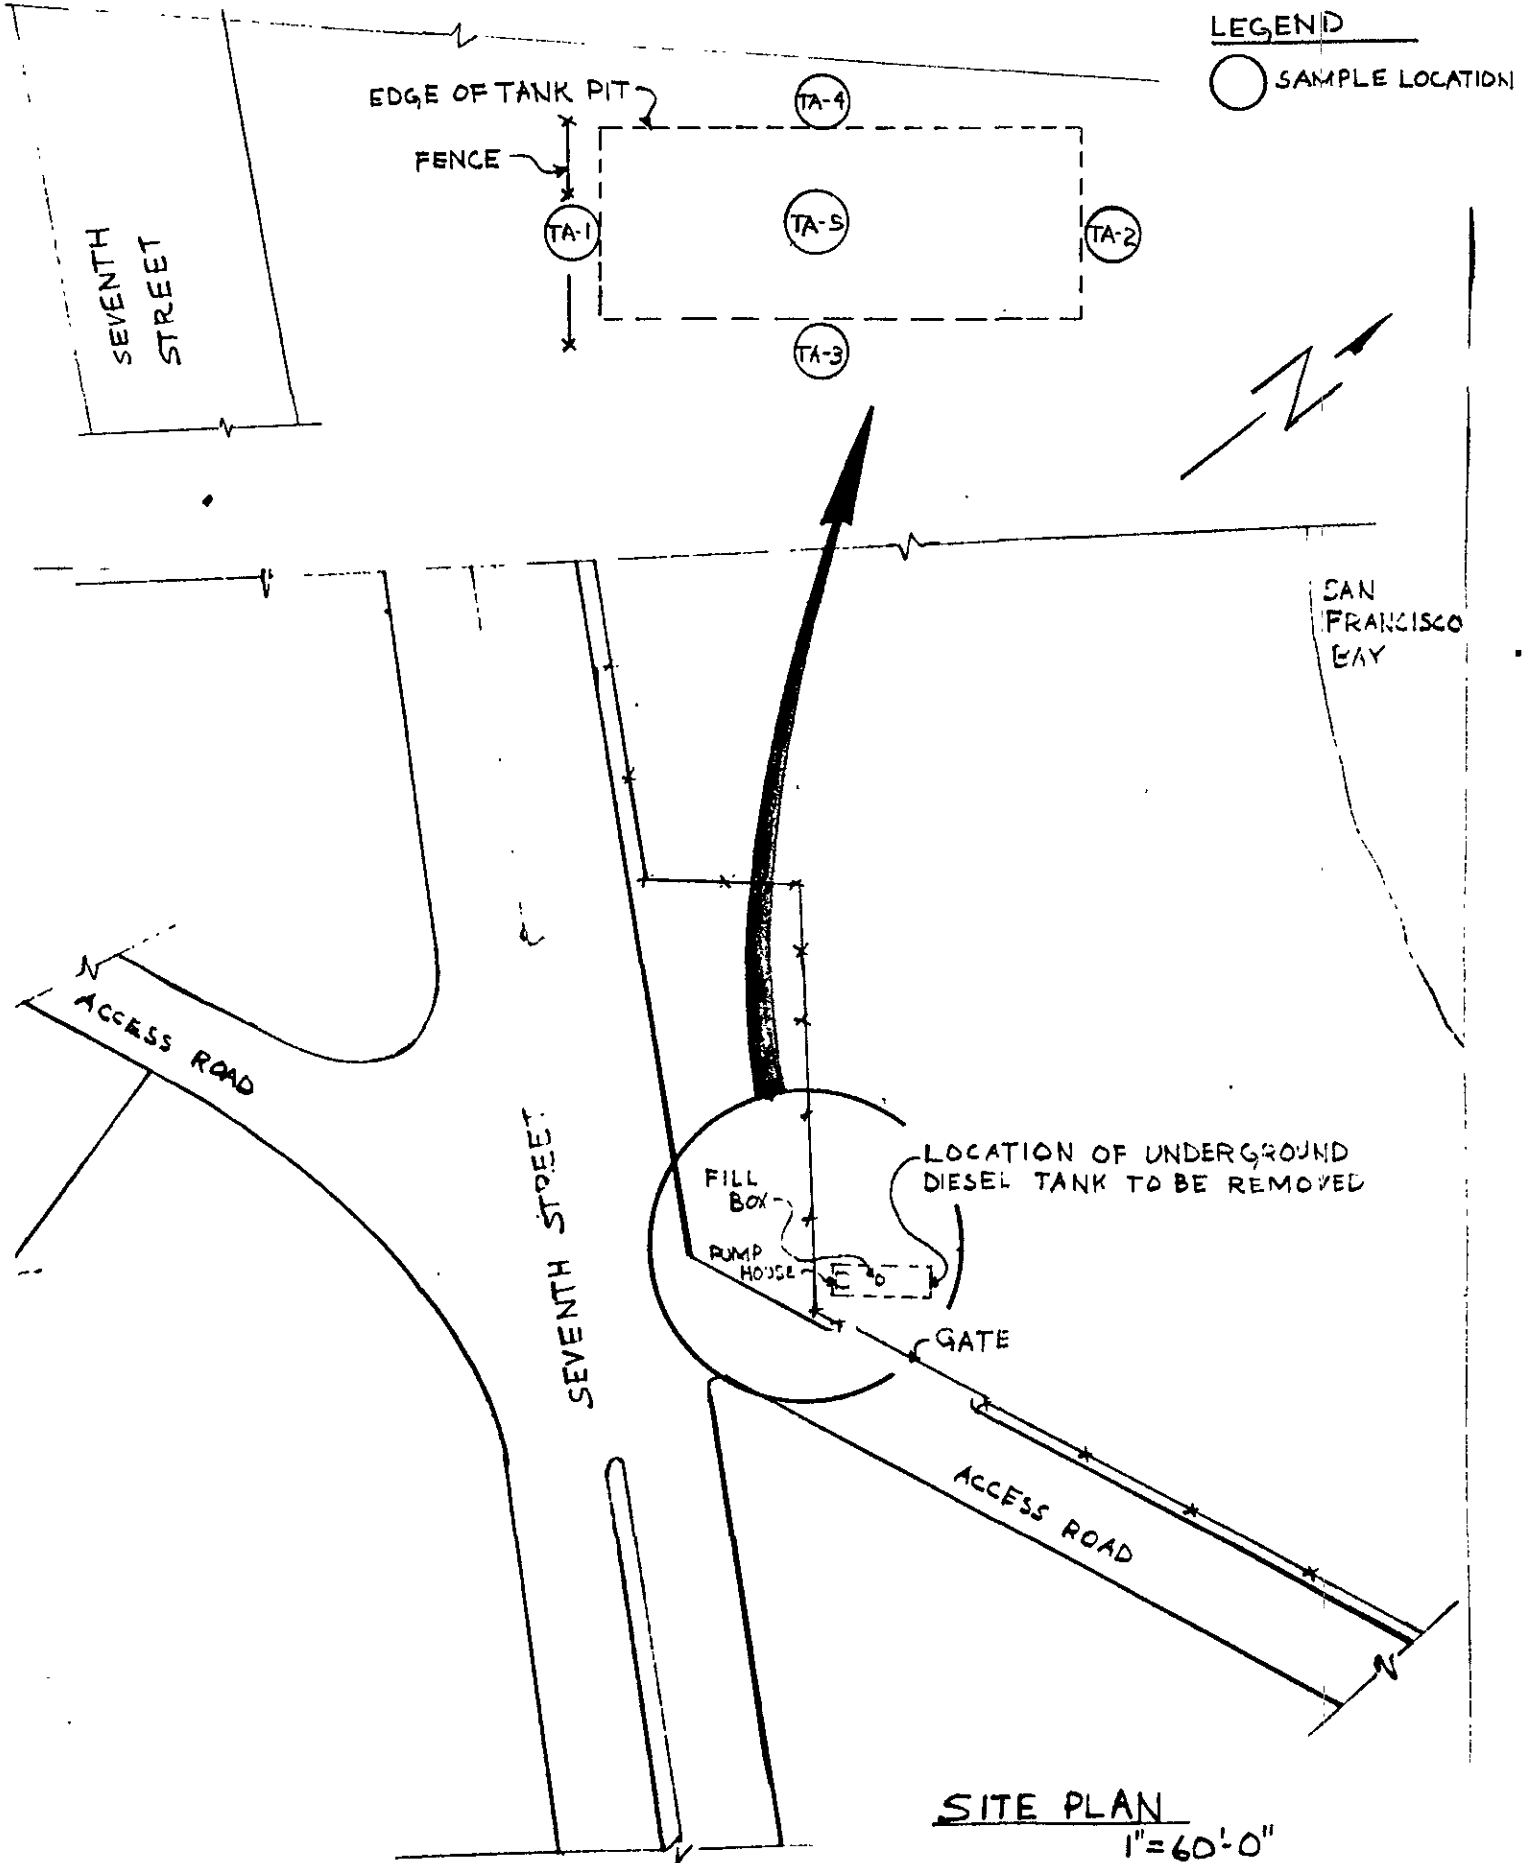 LEGEND
SAMPLE LOCATION
EDGE OF TANK PIT
TA-4
FENCE
TA-1
TA-5
TA-2
TA-3
SEVENTH
STREET
N
SAN
FRANCISCO
BAY
ACCESS ROAD
SEVENTH STREET
FILL
BOX
PUMP
HOUSE
LOCATION OF UNDERGROUND
DIESEL TANK TO BE REMOVED
GATE
ACCESS ROAD
SITE PLAN
1"=60'-0"